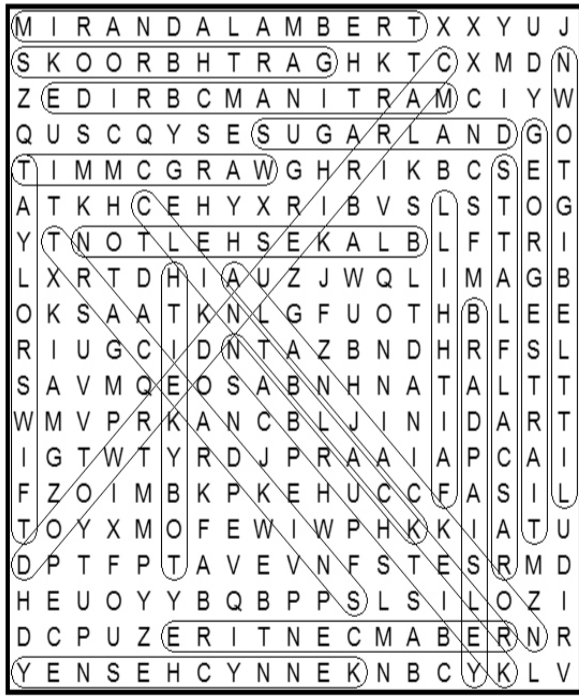 M I R A N D A L A M B E R T X X Y U J
S K O O R B H T R A G H K T C X M D N
Z E D I R B C M A N I T R A M C I Y W
Q U S C Q Y S E S U G A R L A N D G O
T I M M C G R A W G H R I K B C S E T
A T K H C E H Y X R I B V S L S T O G
Y T N O T L E H S E K A L B L F T R I
L X R T D H I A U Z J W Q L I M A G B
O K S A A T K N L G F U O T H B L E E
R I U G C I D N T A Z B N D H R F S L
S A V M Q E O S A B N H N A T A L T T
W M V P R K A N C B L J I N I D A R T
I G T W T Y R D J P R A A I A P C A I
F Z O I M B K P K E H U C C F A S I L
T O Y X M O F E W I W P H K K I A T U
D P T F P T A V E V N F S T E S R M D
H E U O Y Y B Q B P P S L S I L O Z I
D C P U Z E R I T N E C M A B E R N R
Y E N S E H C Y N N E K N B C Y K L V